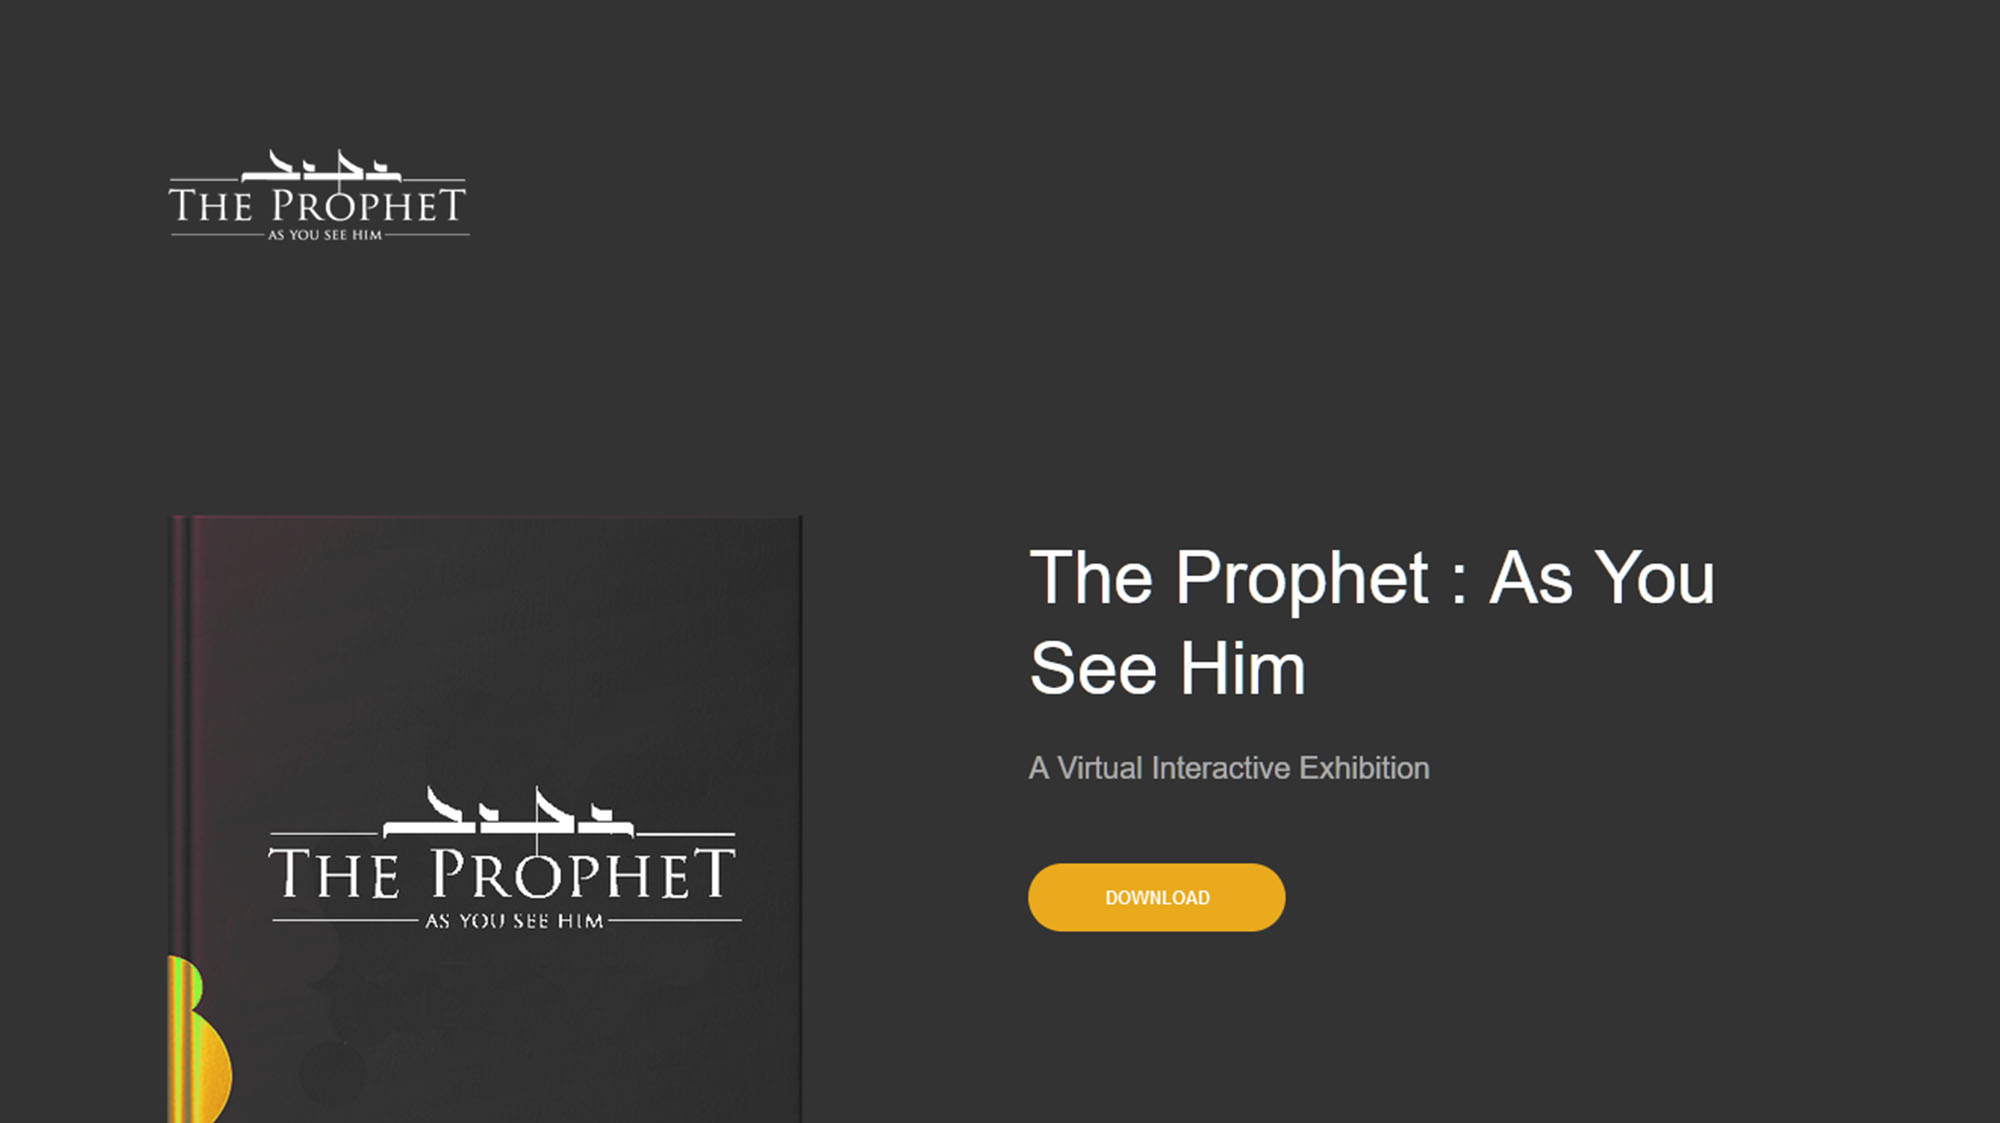 THE PROPHET
AS YOU SEE HIM
The Prophet : As You
See Him
A Virtual Interactive Exhibition
DOWNLOAD
THE PROPHET
AS YOU SEE HIM